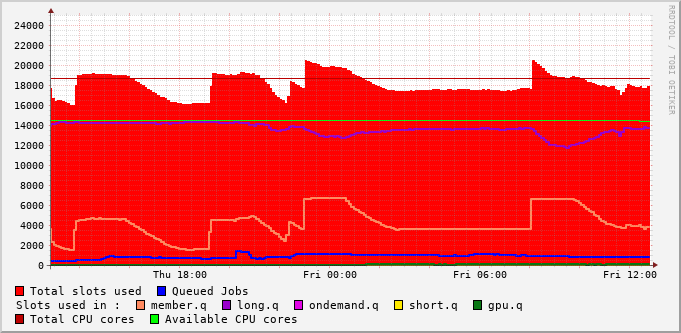 RRDTOOL / TOBI OETIKER
24000
22000
20000
18000
16000
14000
12000
10000
8000
6000
4000
2000
0
Thu 18:00 Fri 00:00 Fri 06:00 Fri 12:00
Total slots used Queued Jobs
Slots used in : member.q long.q ondemand.q short.q gpu.q
Total CPU cores Available CPU cores